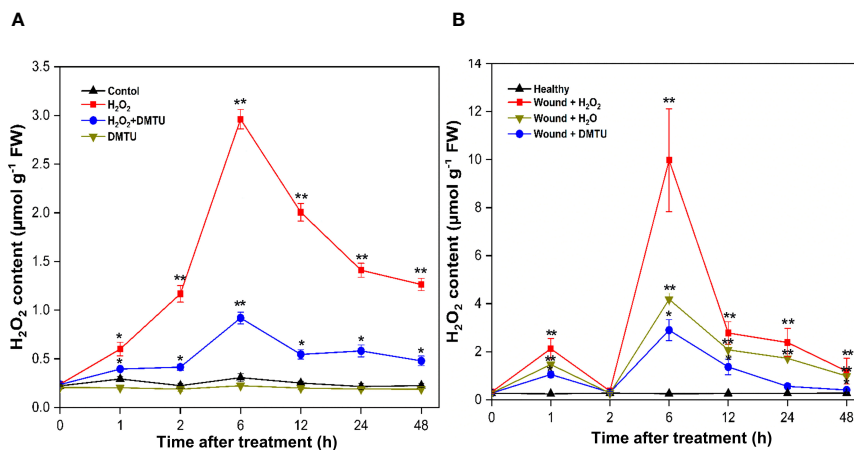 A
H₂O₂ content (μmol g⁻¹ FW)
3.5
3.0
2.5
2.0
1.5
1.0
0.5
0.0
Contol
H₂O₂
H₂O₂+DMTU
DMTU
*
**
**
**
**
**
*
*
**
*
*
*
0 1 2 6 12 24 48
Time after treatment (h)
B
H₂O₂ content (μmol g⁻¹ FW)
14
12
10
8
6
4
2
0
Healthy
Wound + H₂O₂
Wound + H₂O
Wound + DMTU
**
**
**
**
**
**
**
**
**
**
*
*
*
*
0 1 2 6 12 24 48
Time after treatment (h)